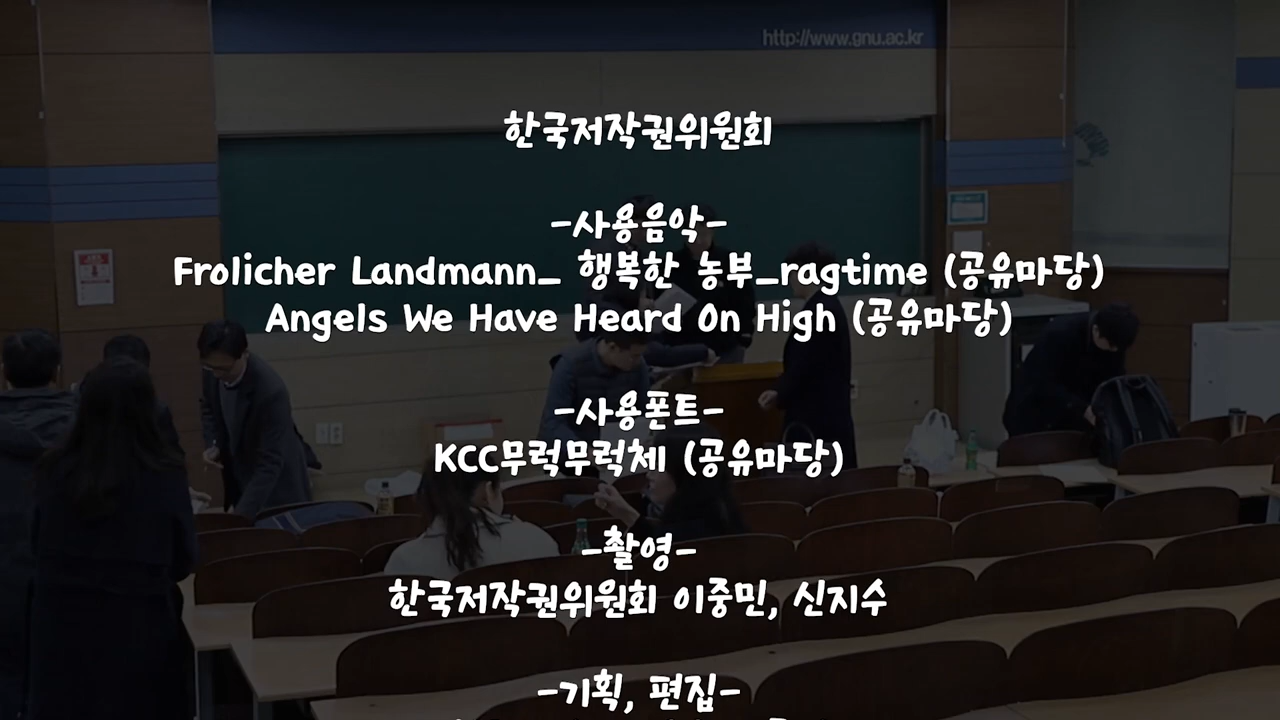 http://www.gnu.ac.kr
한국저작권위원회
-사용음악-
Frolicher Landmann_ 행복한 농부_ragtime (공유마당)
Angels We Have Heard On High (공유마당)
-사용폰트-
KCC무럭무럭체 (공유마당)
-촬영-
한국저작권위원회 이중민, 신지수
-기획, 편집-